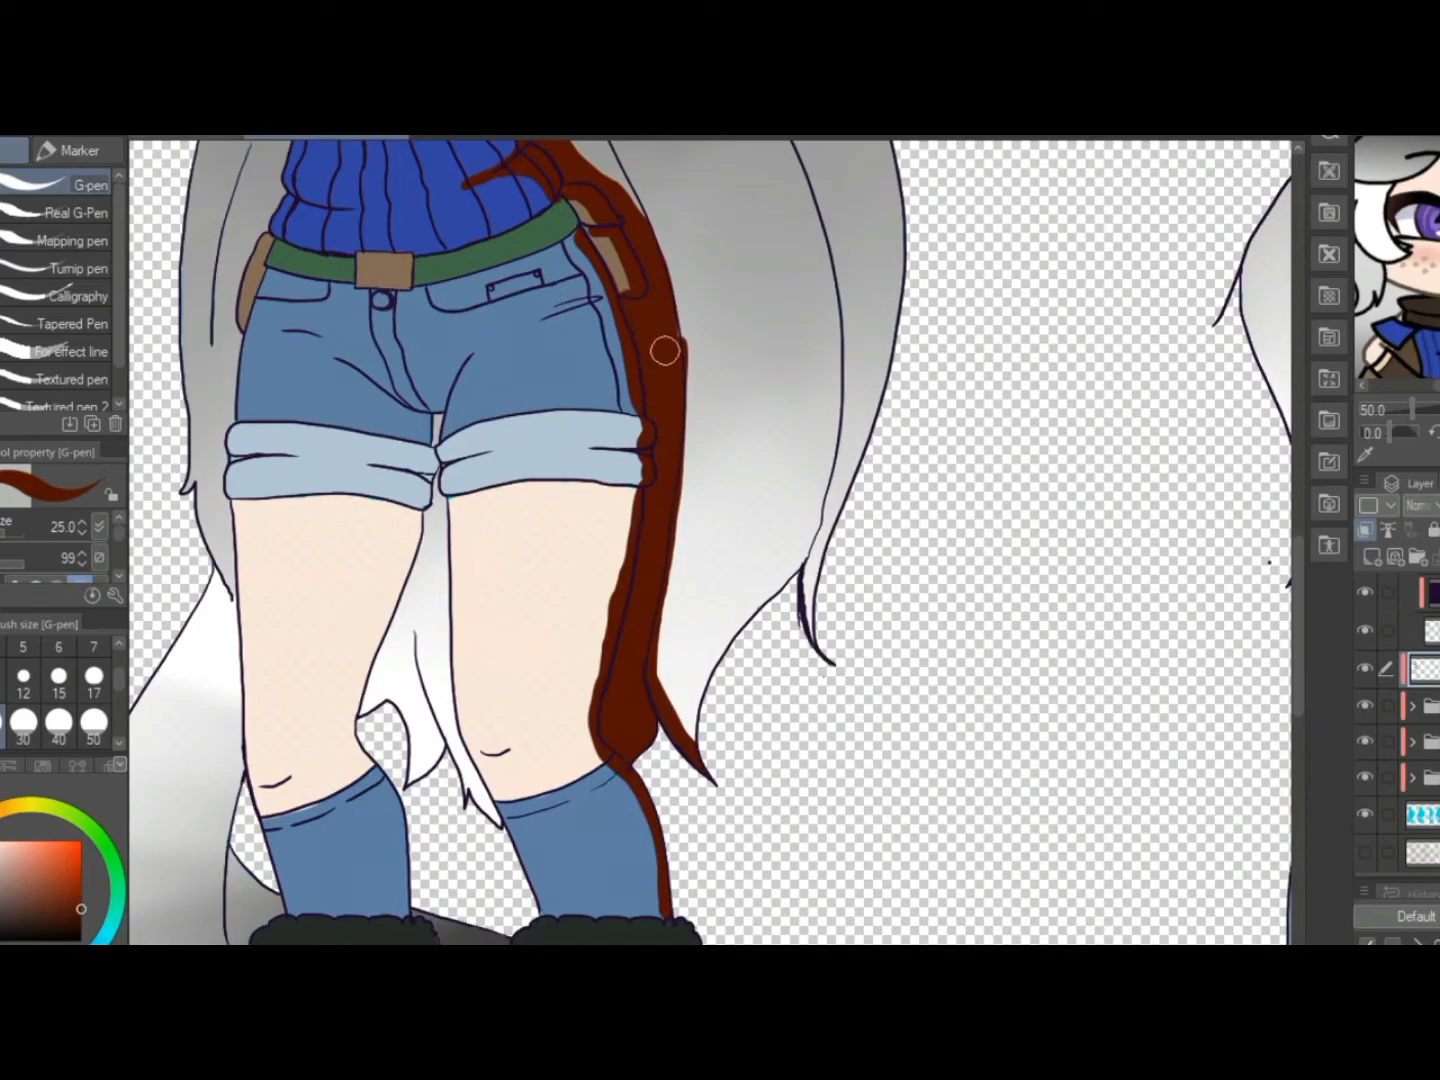 Marker
G-pen
Real G-Pen
Mapping pen
Turnip pen
Calligraphy
Tapered Pen
For effect line
Textured pen
Textured pen 2
ol property [G-pen]
ze 25.0
99
ush size [G-pen]
5 6 7
12 15 17
30 40 50
50.0
0.0
Layer
Norm
Histor
Default